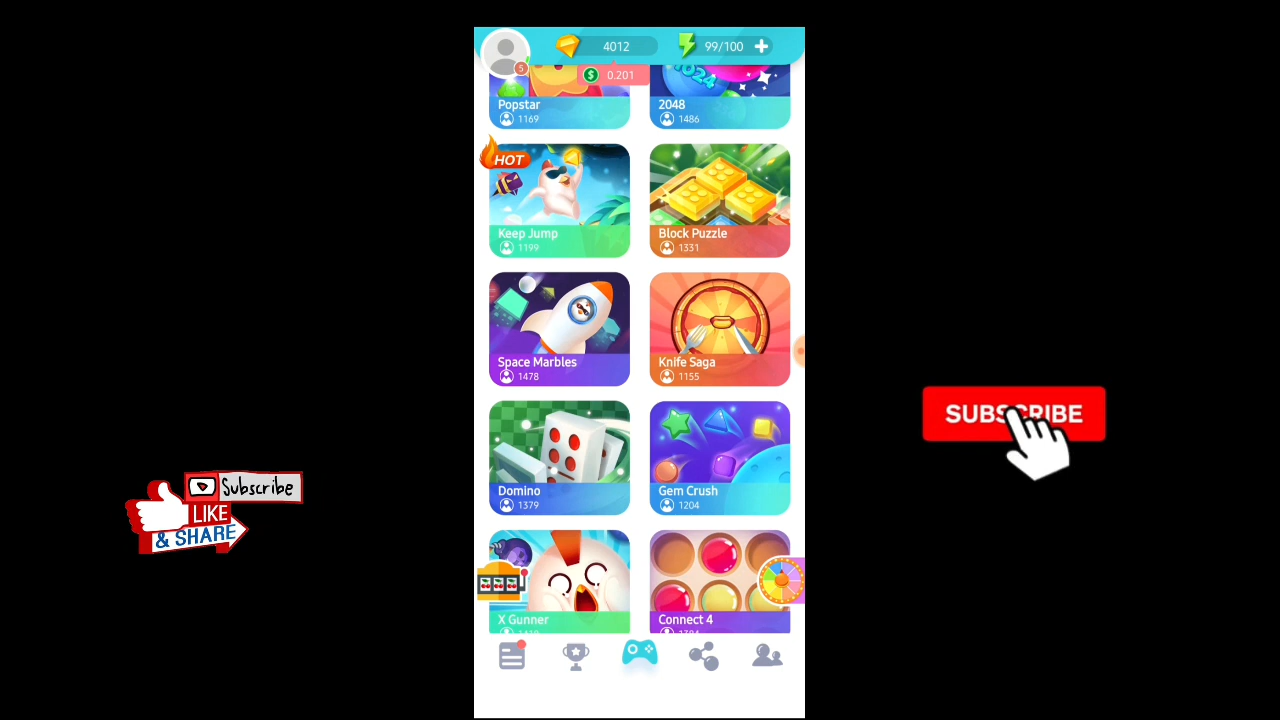 4012
99/100
5
$ 0.201
Popstar
1169
2048
1486
HOT
Keep Jump
1199
Block Puzzle
1331
Space Marbles
1478
Knife Saga
1155
Domino
1379
Gem Crush
1204
X Gunner
Connect 4
SUBSCRIBE
Subscribe
LIKE
& SHARE